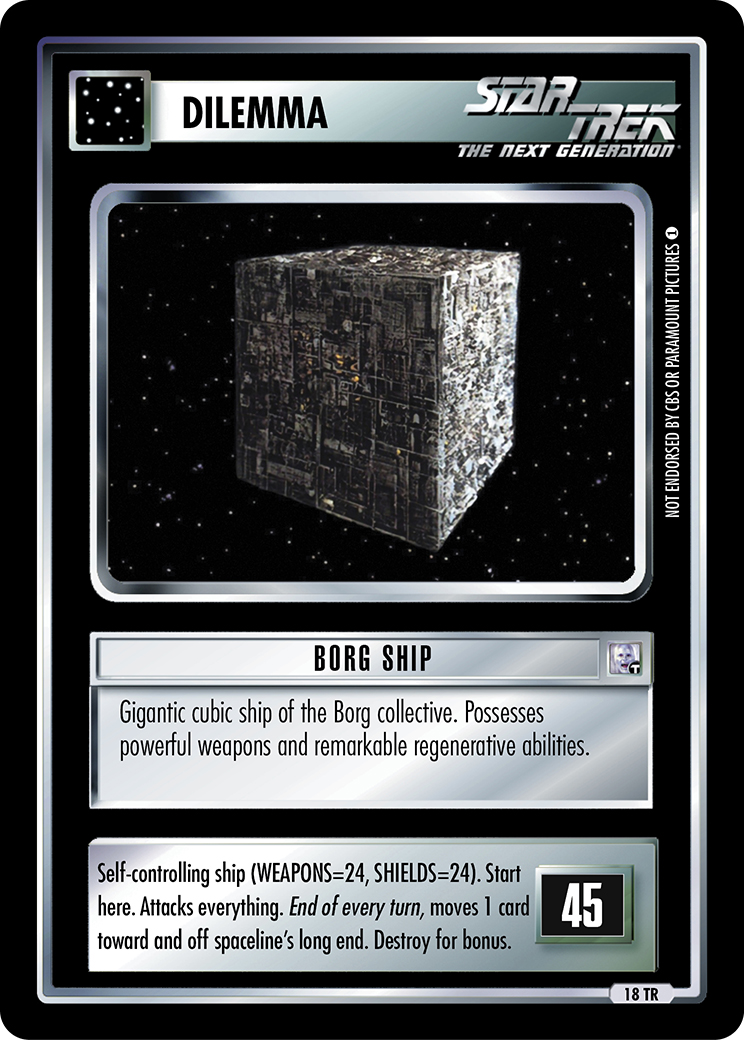 DILEMMA
STAR TREK
THE NEXT GENERATION
NOT ENDORSED BY CBS OR PARAMOUNT PICTURES 1
BORG SHIP
T
Gigantic cubic ship of the Borg collective. Possesses
powerful weapons and remarkable regenerative abilities.
Self-controlling ship (WEAPONS=24, SHIELDS=24). Start
here. Attacks everything. End of every turn, moves 1 card
toward and off spaceline's long end. Destroy for bonus.
45
18 TR